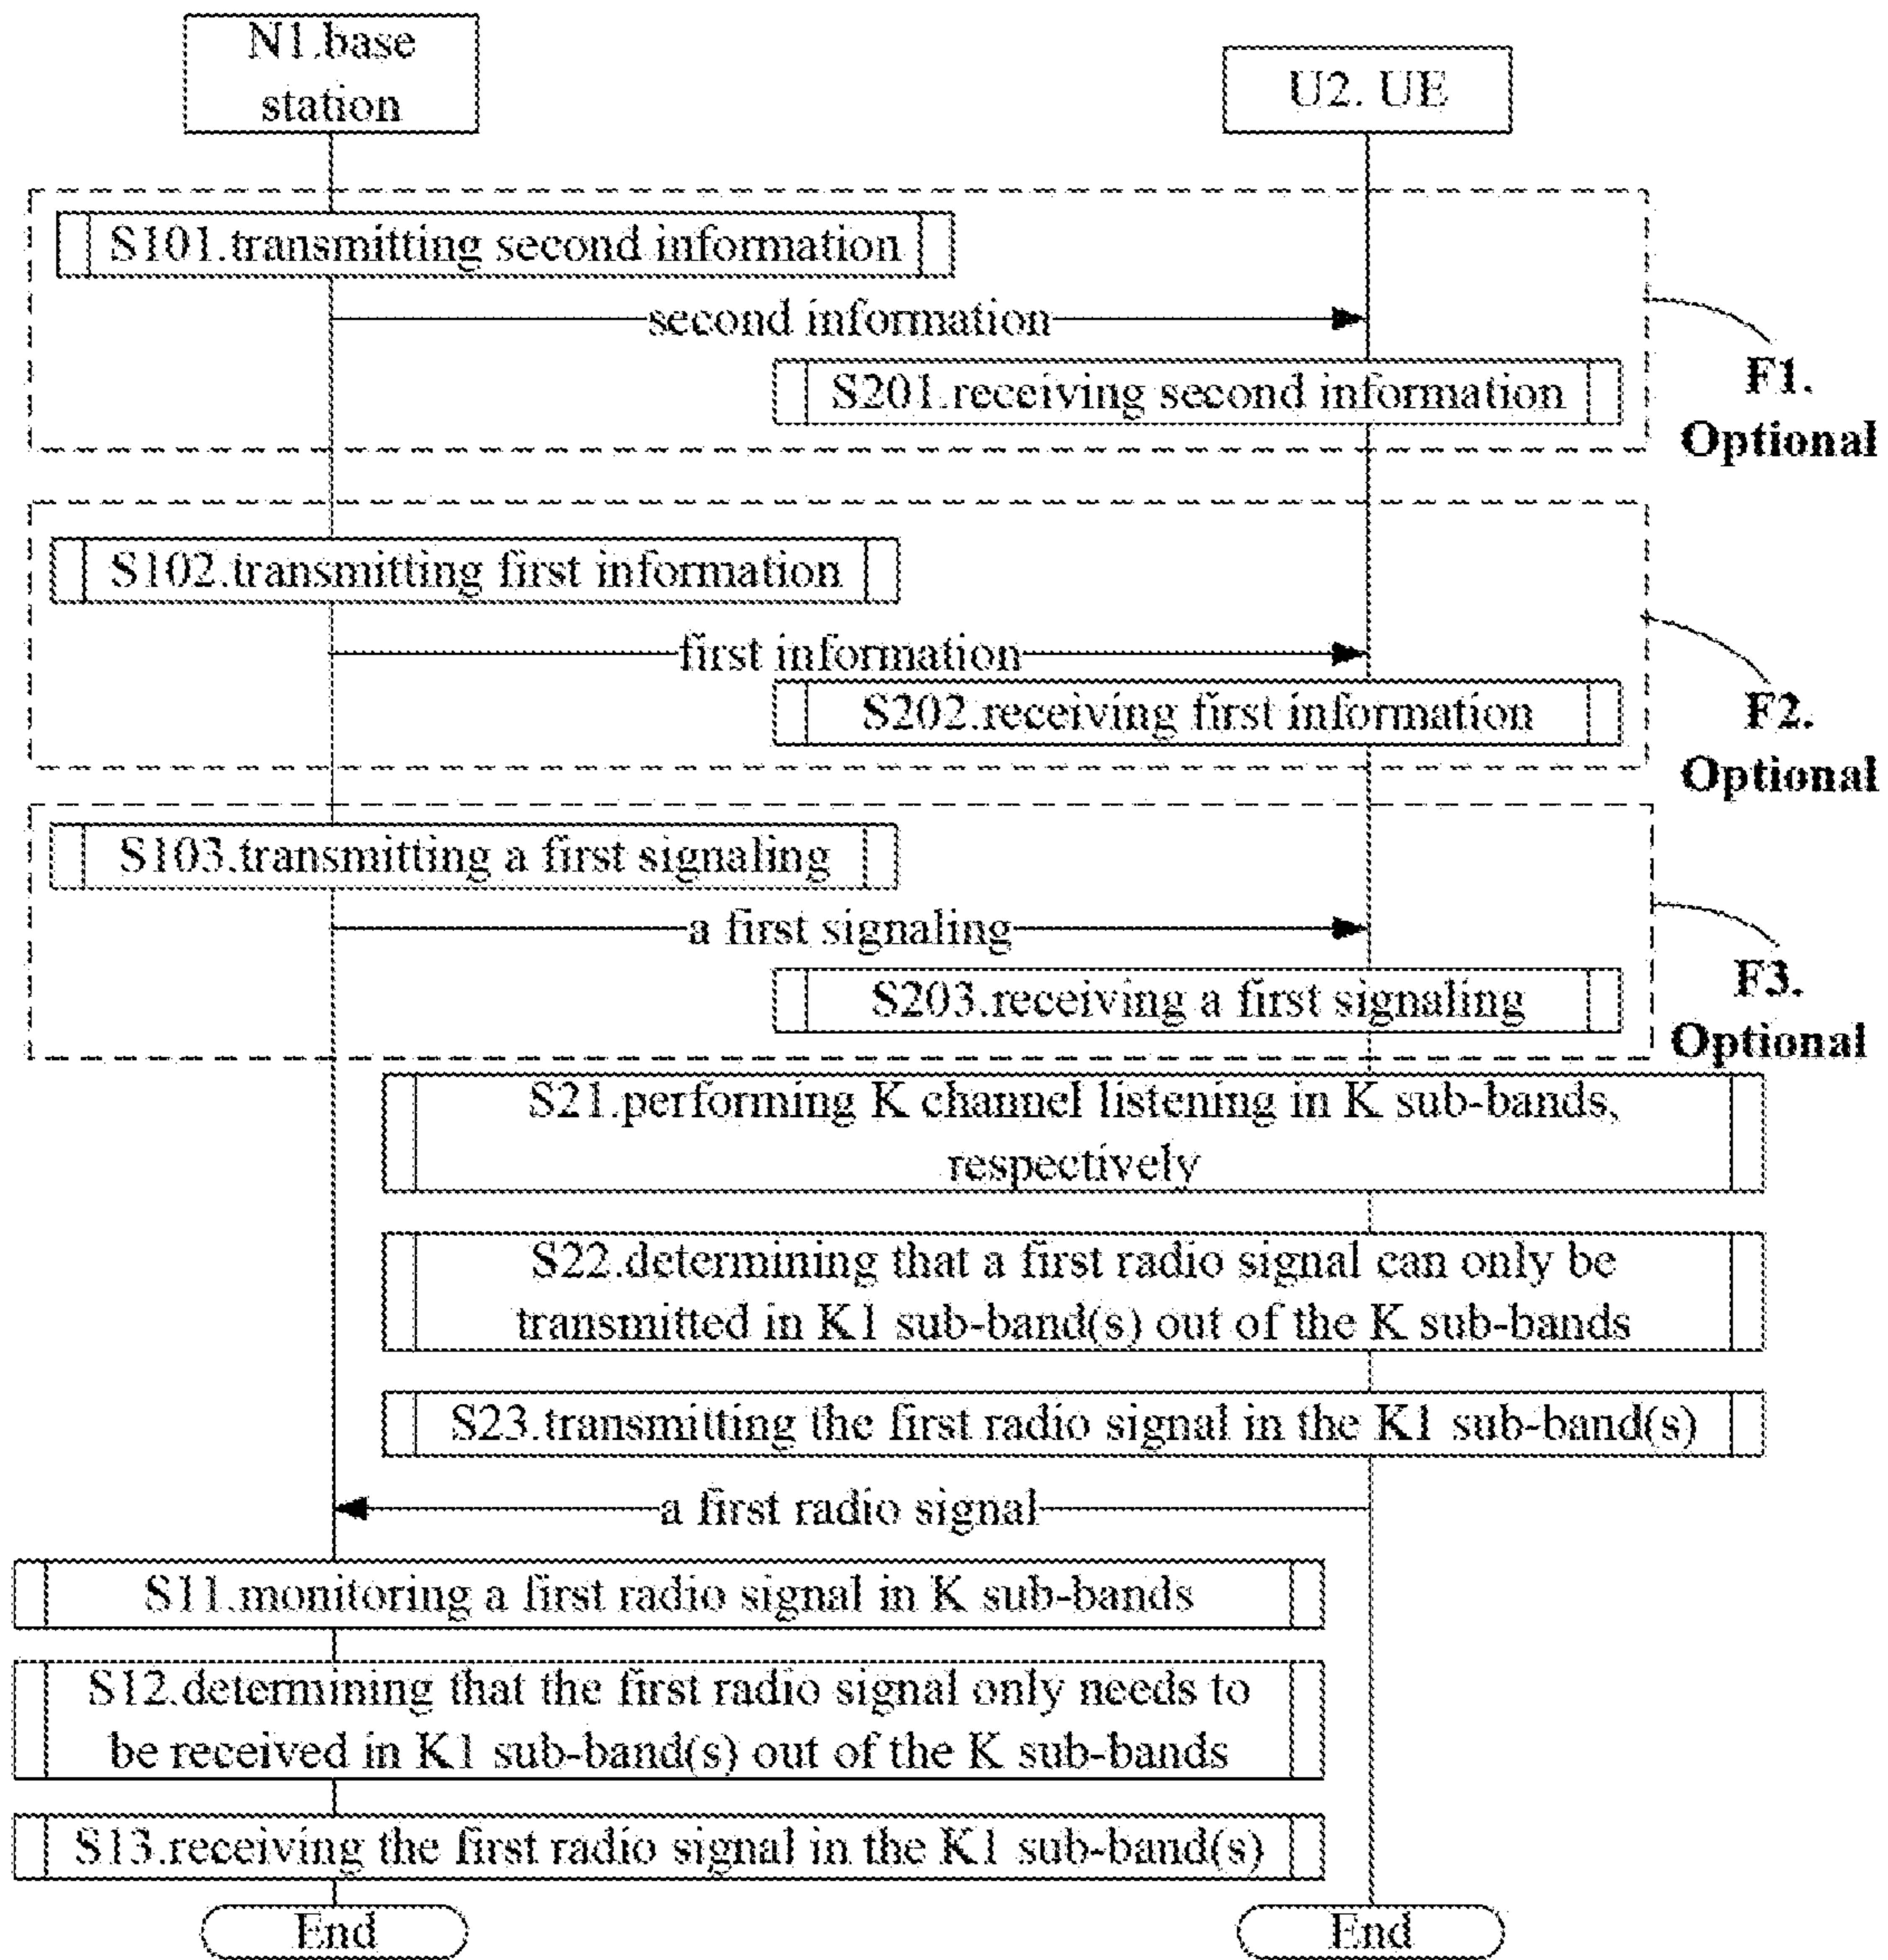 N1.base
station
U2. UE
S101.transmitting second information
second information
S201.receiving second information
F1.
Optional
S102.transmitting first information
first information
S202.receiving first information
F2.
Optional
S103.transmitting a first signaling
a first signaling
S203.receiving a first signaling
F3.
Optional
S21.performing K channel listening in K sub-bands,
respectively
S22.determining that a first radio signal can only be
transmitted in K1 sub-band(s) out of the K sub-bands
S23.transmitting the first radio signal in the K1 sub-band(s)
a first radio signal
S11.monitoring a first radio signal in K sub-bands
S12.determining that the first radio signal only needs to
be received in K1 sub-band(s) out of the K sub-bands
S13.receiving the first radio signal in the K1 sub-band(s)
End
End